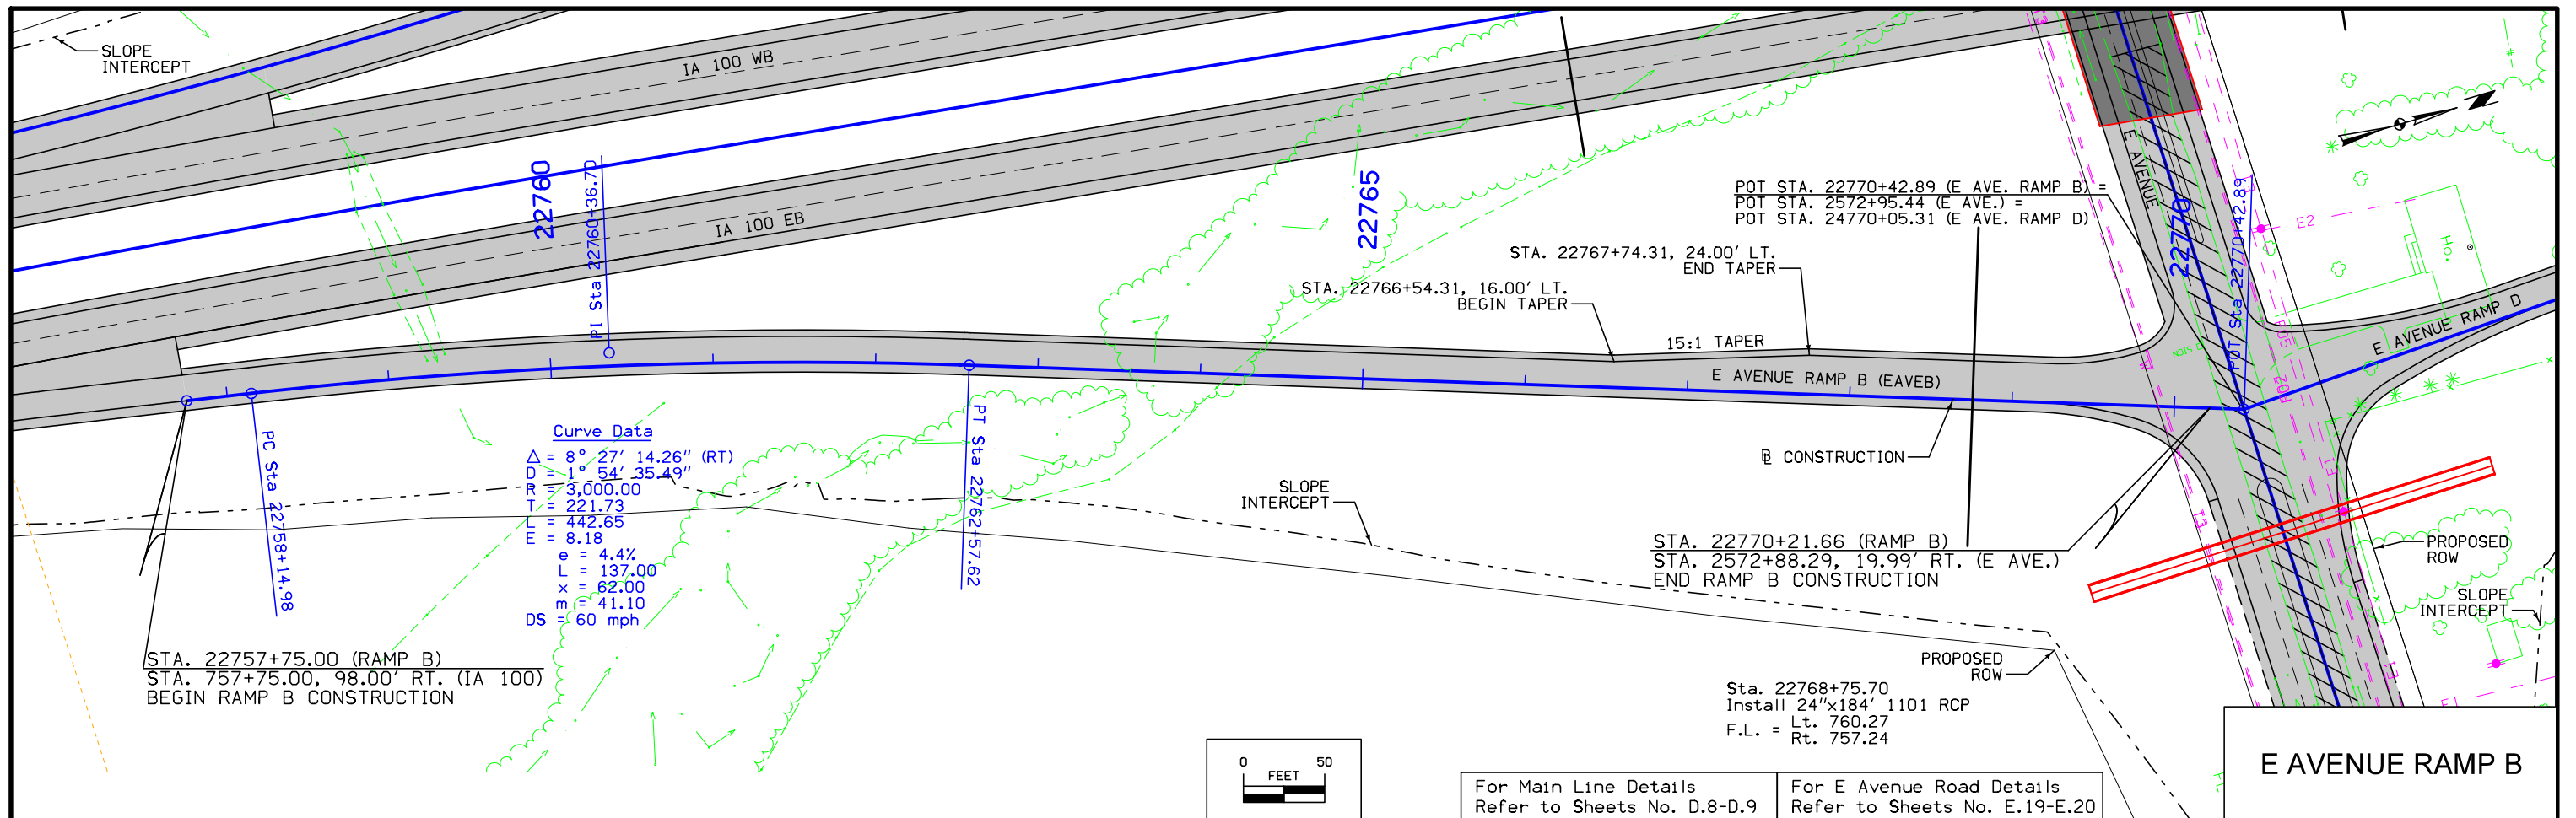 SLOPE
INTERCEPT
IA 100 WB
IA 100 EB
22760
PI Sta 22760+36.70
22765
STA. 22767+74.31, 24.00' LT.
END TAPER
STA. 22766+54.31, 16.00' LT.
BEGIN TAPER
15:1 TAPER
POT STA. 22770+42.89 (E AVE. RAMP B) =
POT STA. 2572+95.44 (E AVE.) =
POT STA. 24770+05.31 (E AVE. RAMP D)
E AVENUE
22770
POT Sta 22770+42.89
E2
Ho.
E AVENUE RAMP D
SIGN
E AVENUE RAMP B (EAVEB)
PC Sta 22758+14.98
PT Sta 22762+57.62
Curve Data
Δ = 8° 27' 14.26" (RT)
D = 1° 54' 35.49"
R = 3,000.00
T = 221.73
L = 442.65
E = 8.18
e = 4.4%
L = 137.00
x = 62.00
m = 41.10
DS = 60 mph
℄ CONSTRUCTION
SLOPE
INTERCEPT
STA. 22770+21.66 (RAMP B)
STA. 2572+88.29, 19.99' RT. (E AVE.)
END RAMP B CONSTRUCTION
PROPOSED
ROW
SLOPE
INTERCEPT
STA. 22757+75.00 (RAMP B)
STA. 757+75.00, 98.00' RT. (IA 100)
BEGIN RAMP B CONSTRUCTION
PROPOSED
ROW
Sta. 22768+75.70
Install 24"x184' 1101 RCP
F.L. = Lt. 760.27
Rt. 757.24
E1
0 50
FEET
For Main Line Details
Refer to Sheets No. D.8-D.9
For E Avenue Road Details
Refer to Sheets No. E.19-E.20
E AVENUE RAMP B